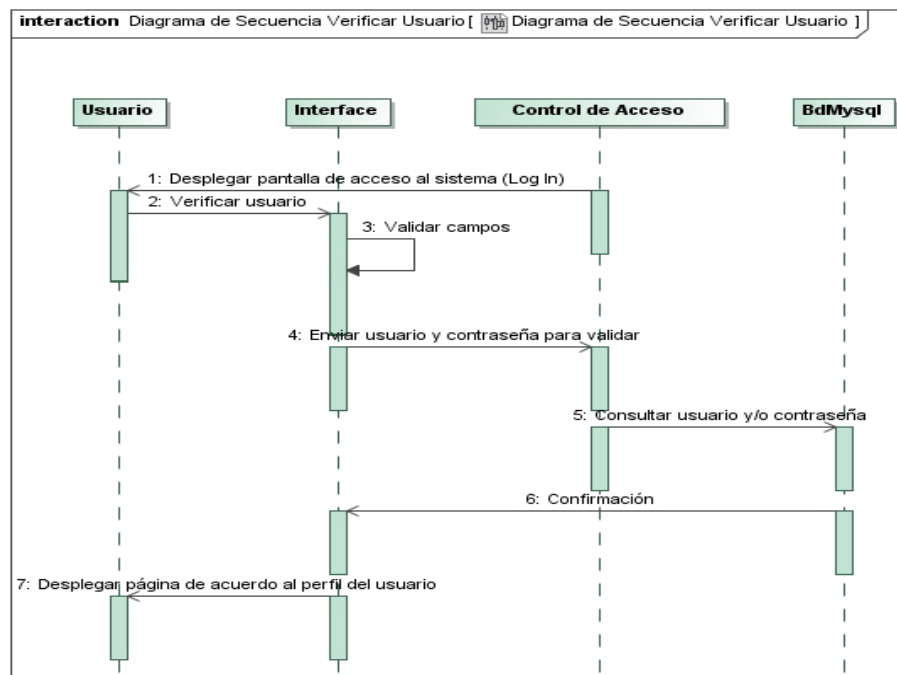 interaction Diagrama de Secuencia Verificar Usuario [ Diagrama de Secuencia Verificar Usuario ]
Usuario
Interface
Control de Acceso
BdMysql
1: Desplegar pantalla de acceso al sistema (Log In)
2: Verificar usuario
3: Validar campos
4: Enviar usuario y contraseña para validar
5: Consultar usuario y/o contraseña
6: Confirmación
7: Desplegar página de acuerdo al perfil del usuario